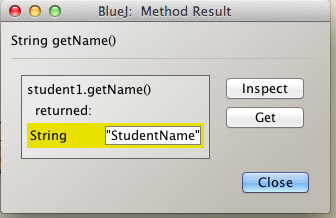 BlueJ: Method Result
String getName()
student1.getName()
returned:
String "StudentName"
Inspect
Get
Close